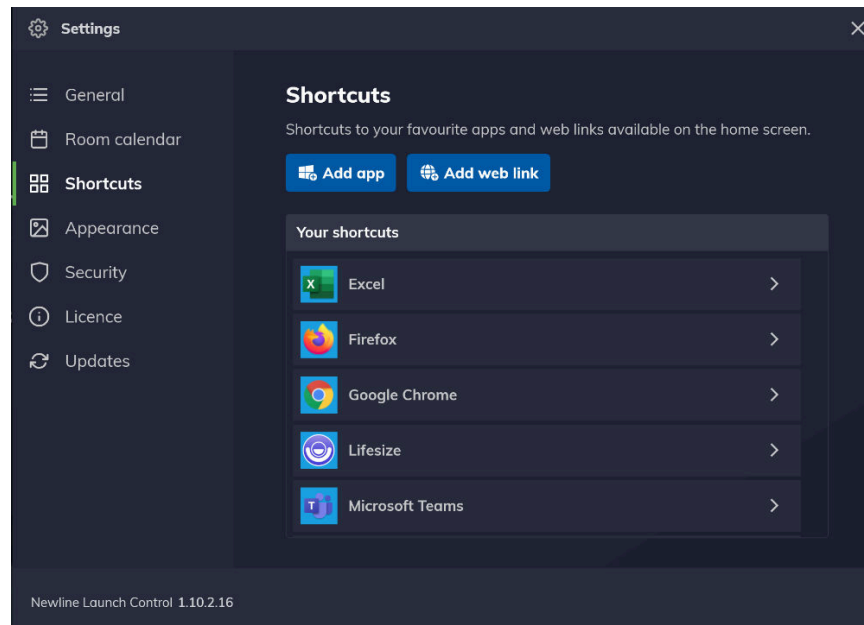 Settings
General
Room calendar
Shortcuts
Appearance
Security
Licence
Updates
Shortcuts
Shortcuts to your favourite apps and web links available on the home screen.
Add app
Add web link
Your shortcuts
Excel
Firefox
Google Chrome
Lifesize
Microsoft Teams
Newline Launch Control 1.10.2.16